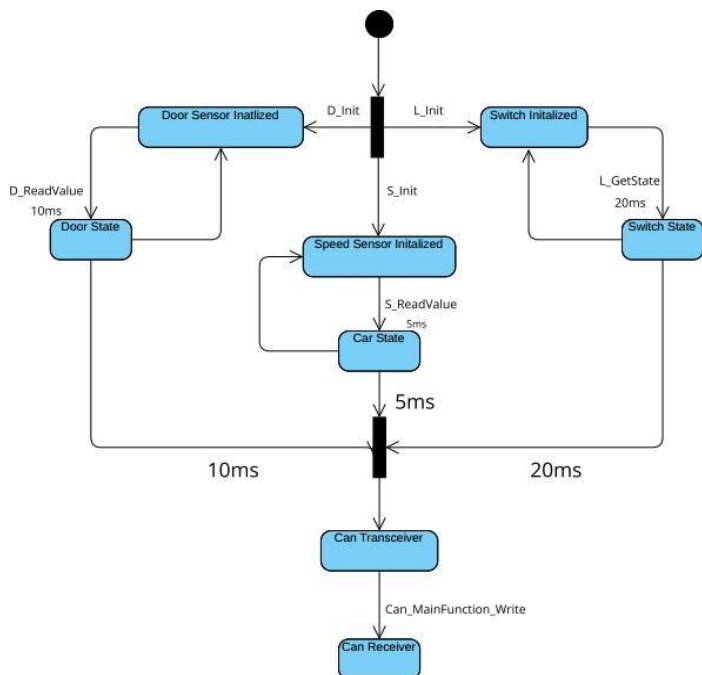 D_Init
L_Init
Door Sensor Inatlized
Switch Initalized
D_ReadValue
10ms
S_Init
L_GetState
20ms
Door State
Switch State
Speed Sensor Initalized
S_ReadValue
5ms
Car State
5ms
10ms
20ms
Can Transceiver
Can_MainFunction_Write
Can Receiver